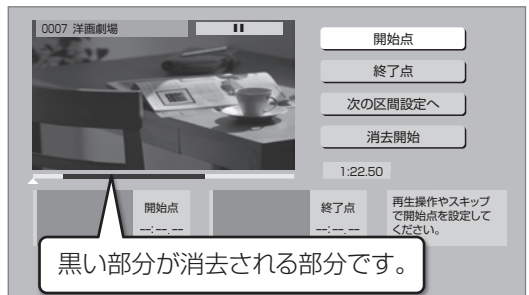 0007 洋画劇場
開始点
終了点
次の区間設定へ
消去開始
1:22.50
開始点
--:--.--
終了点
--:--.--
再生操作やスキップ
で開始点を設定して
ください。
黒い部分が消去される部分です。